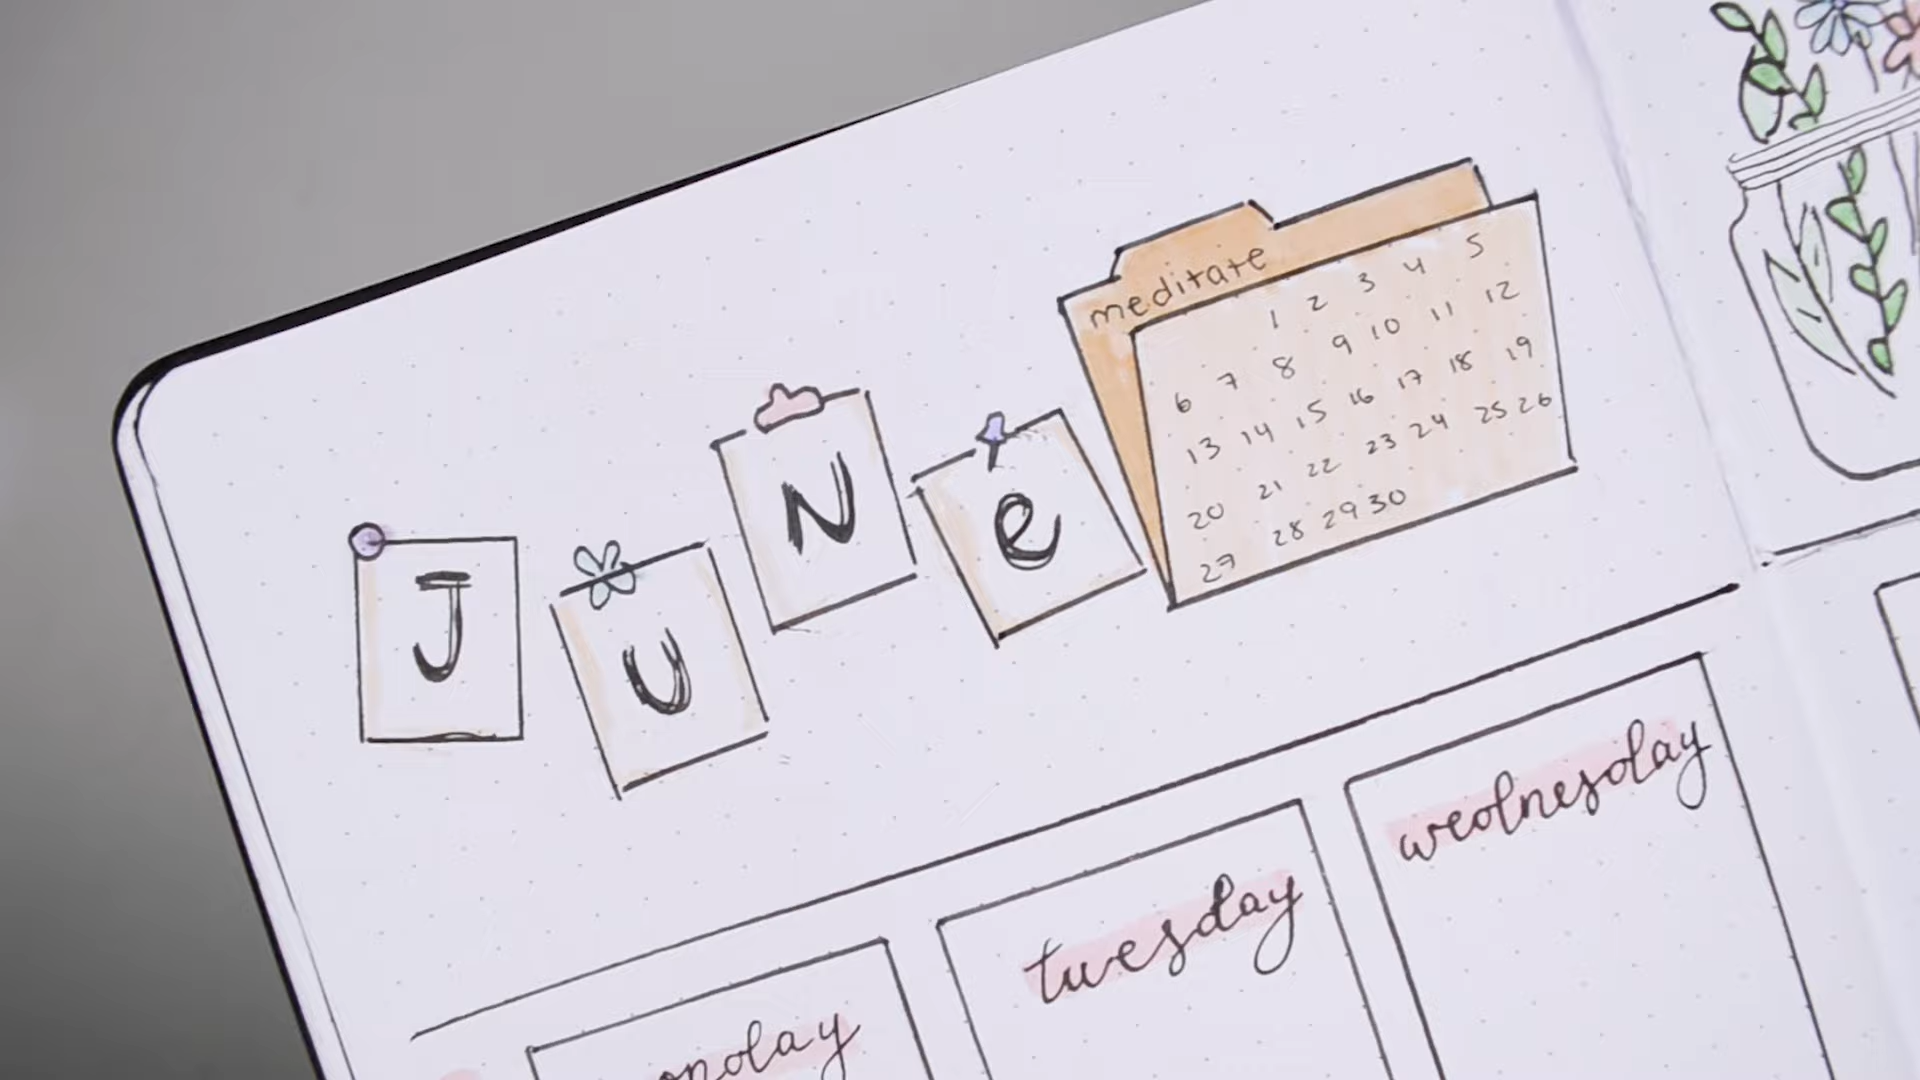 JUNe
meditate
1 2 3 4 5
6 7 8 9 10 11 12
13 14 15 16 17 18 19
20 21 22 23 24 25 26
27 28 29 30
tuesday
wednesday